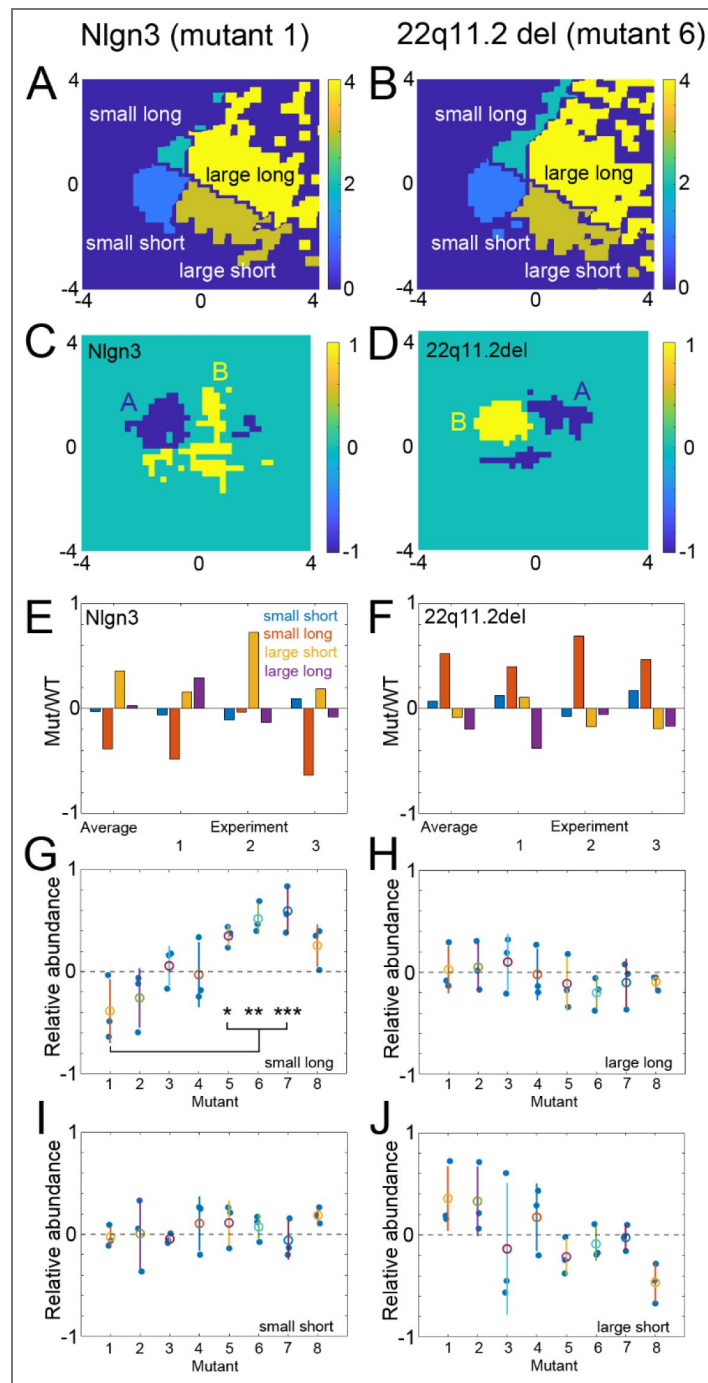 Nlgn3 (mutant 1) 22q11.2 del (mutant 6)
A
4
0
-4
-4 0 4
small long
large long
small short
large short
4
2
0
B
4
0
-4
-4 0 4
small long
large long
small short
large short
4
2
0
C
4
0
-4
-4 0 4
Nlgn3
A
B
1
0
-1
D
4
0
-4
-4 0 4
22q11.2del
A
B
1
0
-1
E
1
0
-1
Mut/WT
Nlgn3
small short
small long
large short
large long
Average Experiment
1 2 3
F
1
0
-1
Mut/WT
22q11.2del
Average Experiment
1 2 3
G
1
0
-1
Relative abundance
* ** ***
small long
1 2 3 4 5 6 7 8
Mutant
H
1
0
-1
Relative abundance
large long
1 2 3 4 5 6 7 8
Mutant
I
1
0
-1
Relative abundance
small short
1 2 3 4 5 6 7 8
Mutant
J
1
0
-1
Relative abundance
large short
1 2 3 4 5 6 7 8
Mutant